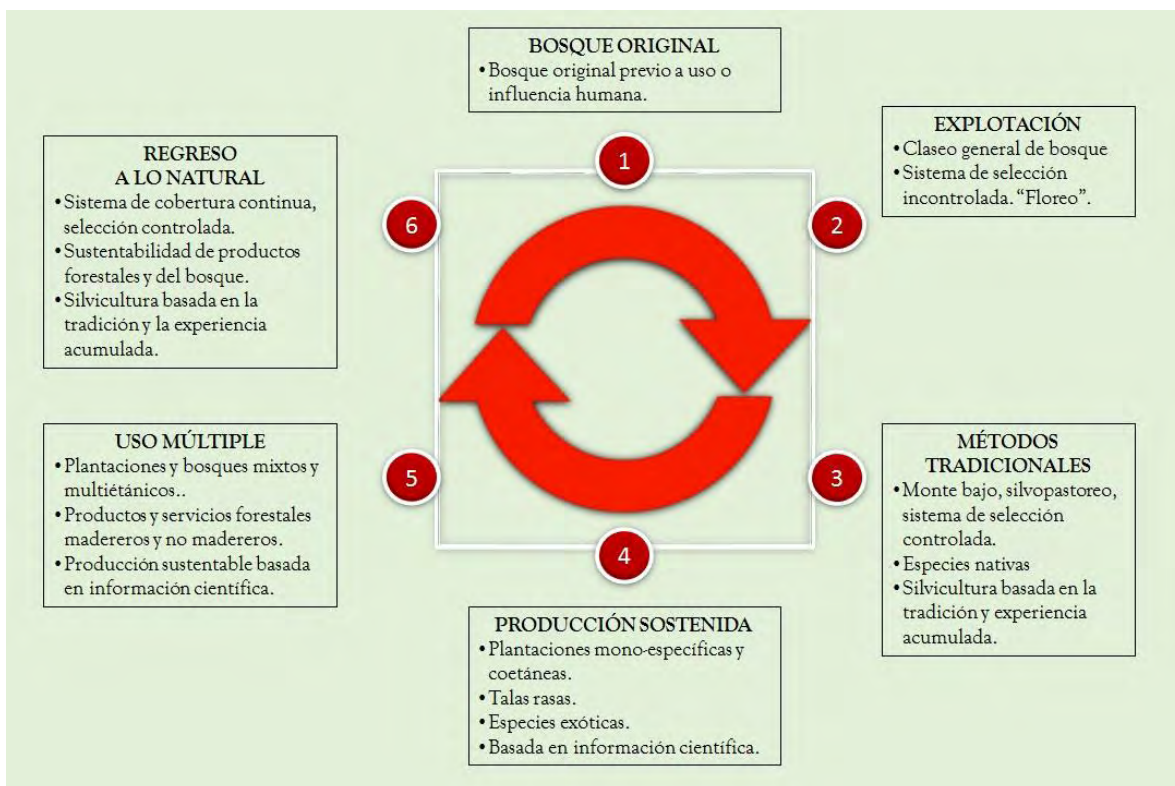 BOSQUE ORIGINAL
•Bosque original previo a uso o
influencia humana.
1
EXPLOTACIÓN
•Claseo general de bosque
•Sistema de selección
incontrolada. "Floreo".
2
MÉTODOS
TRADICIONALES
•Monte bajo, silvopastoreo,
sistema de selección
controlada.
•Especies nativas
•Silvicultura basada en la
tradición y experiencia
acumulada.
3
4
PRODUCCIÓN SOSTENIDA
•Plantaciones mono-específicas y
coetáneas.
•Talas rasas.
•Especies exóticas.
•Basada en información científica.
USO MÚLTIPLE
•Plantaciones y bosques mixtos y
multiétánicos..
•Productos y servicios forestales
madereros y no madereros.
•Producción sustentable basada
en información científica.
5
REGRESO
A LO NATURAL
•Sistema de cobertura continua,
selección controlada.
•Sustentabilidad de productos
forestales y del bosque.
•Silvicultura basada en la
tradición y la experiencia
acumulada.
6